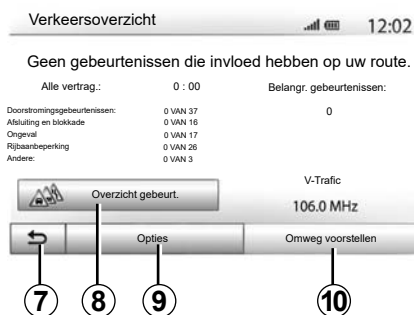 Verkeersoverzicht 12:02
Geen gebeurtenissen die invloed hebben op uw route.
Alle vertrag.: 0 : 00 Belangr. gebeurtenissen:
Doorstromingsgebeurtenissen: 0 VAN 37 0
Afsluiting en blokkade 0 VAN 16
Ongeval 0 VAN 17
Rijbaanbeperking 0 VAN 26
Andere: 0 VAN 3
V-Trafic
Overzicht gebeurt. 106.0 MHz
Opties Omweg voorstellen
7 8 9 10